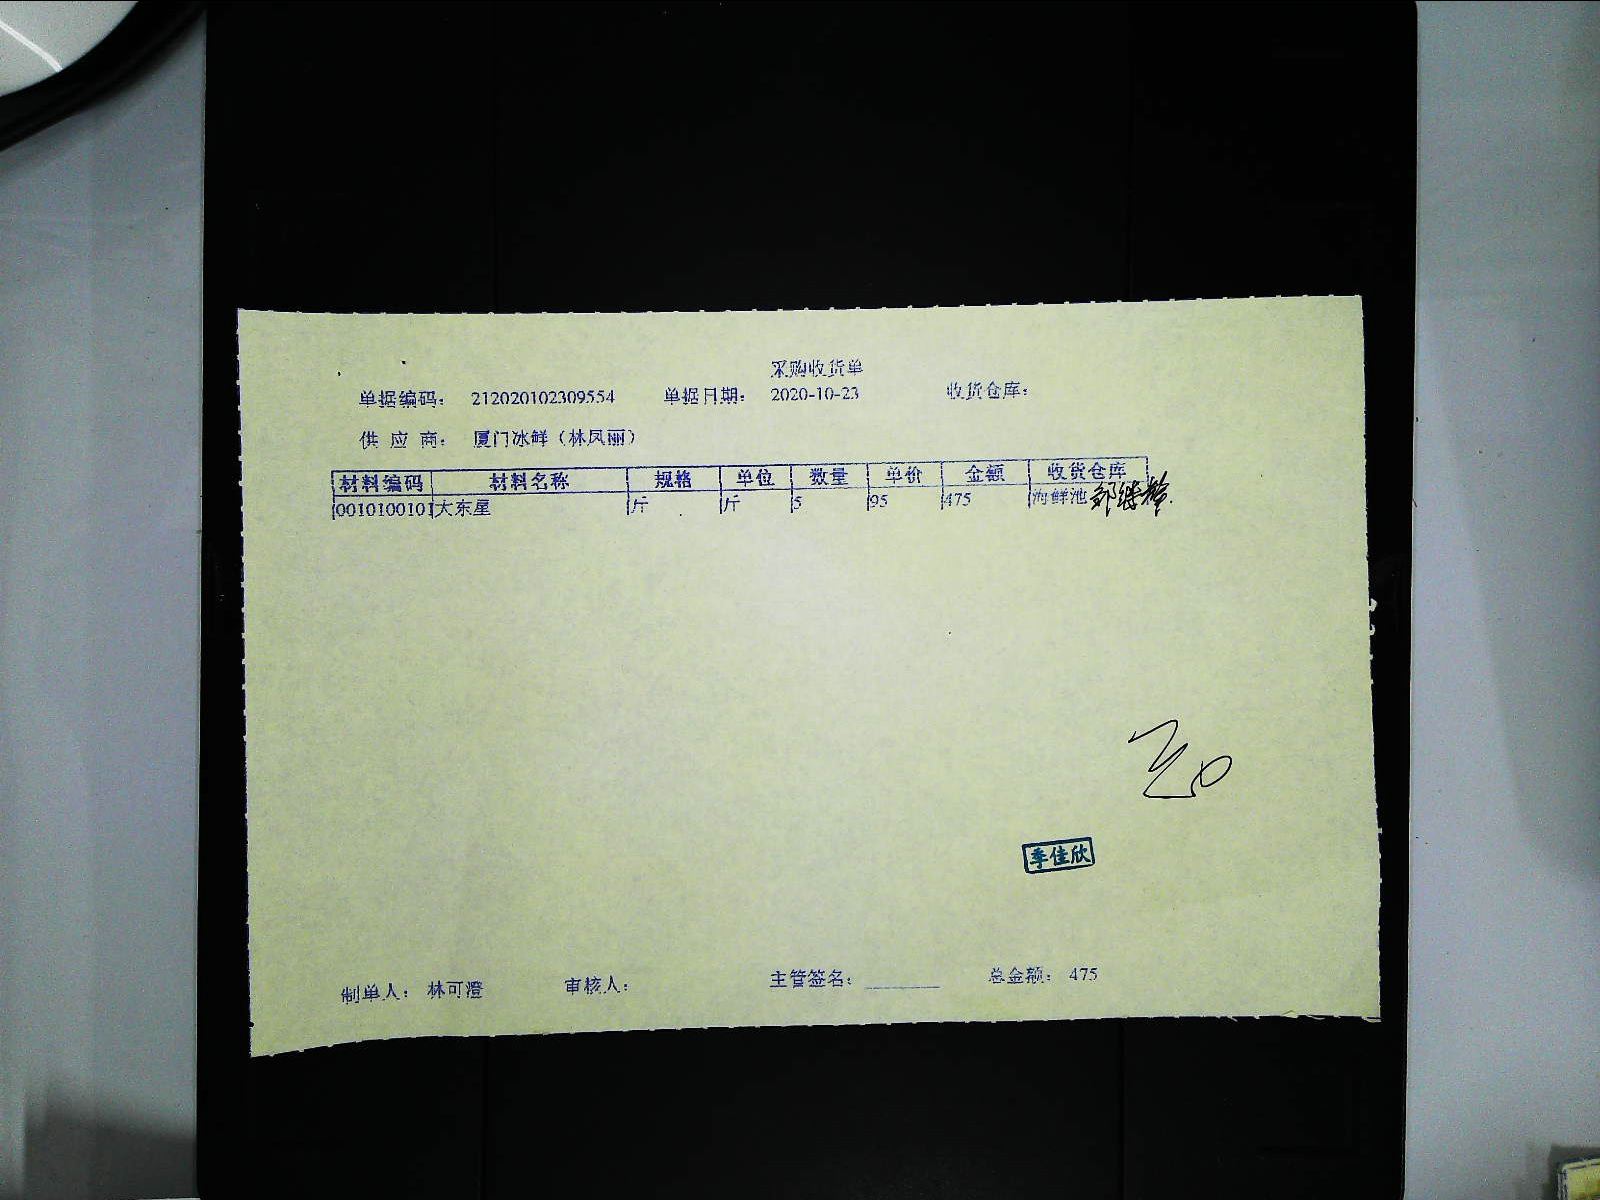 采购收货单
单据编码： 212020102309554 单据日期： 2020-10-23 收货仓库：
供 应 商： 厦门冰鲜（林凤丽）
材料编码 材料名称 规格 单位 数量 单价 金额 收货仓库
0010100101 大东星 斤 斤 5 95 475 海鲜池
季佳欣
制单人： 林可澄 审核人： 主管签名： 总金额： 475